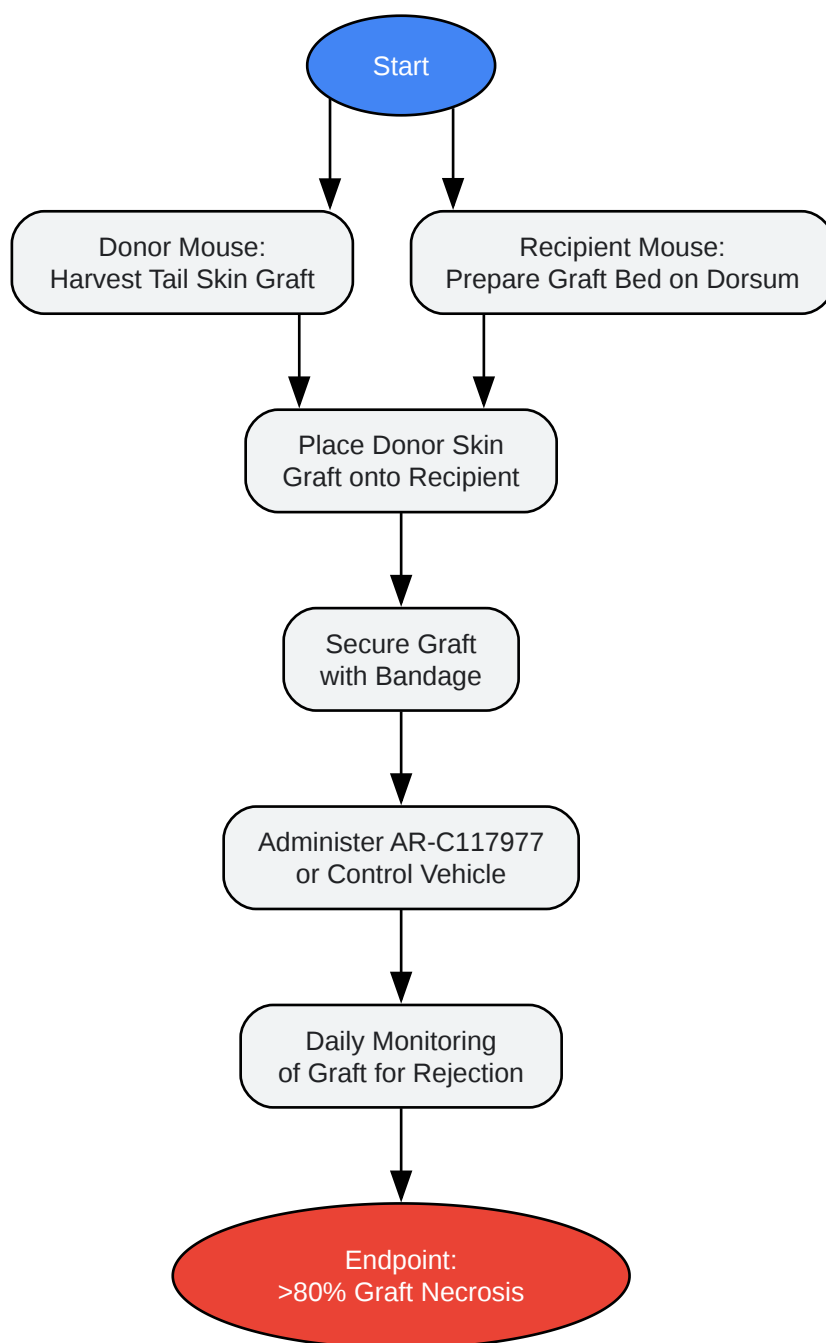 Start
Donor Mouse:
Harvest Tail Skin Graft
Recipient Mouse:
Prepare Graft Bed on Dorsum
Place Donor Skin
Graft onto Recipient
Secure Graft
with Bandage
Administer AR-C117977
or Control Vehicle
Daily Monitoring
of Graft for Rejection
Endpoint:
>80% Graft Necrosis